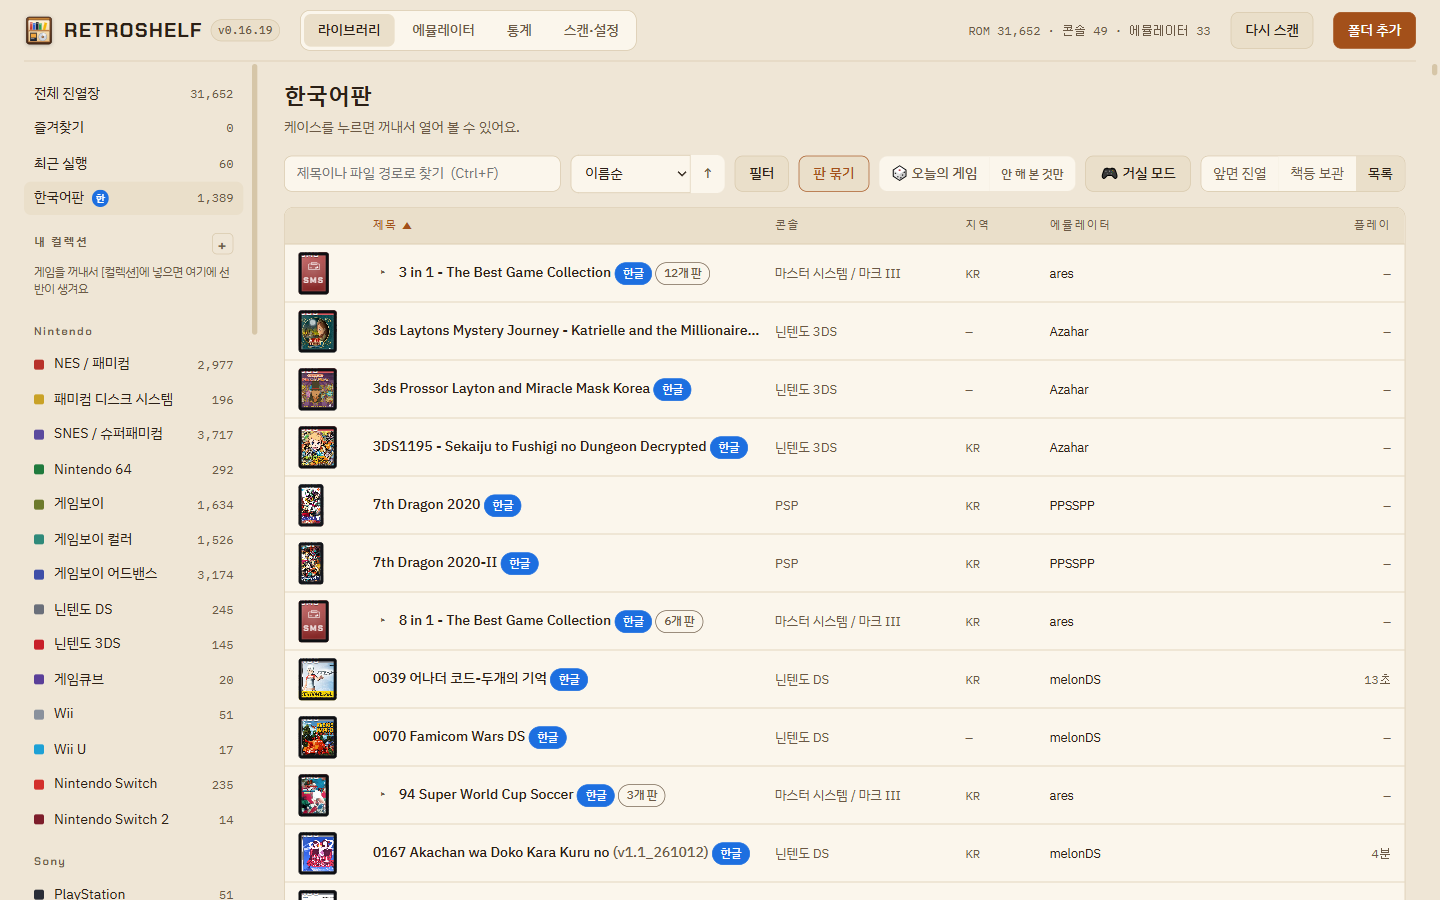 RETROSHELF v0.16.19 라이브러리 에뮬레이터 통계 스캔·설정 ROM 31,652 · 콘솔 49 · 에뮬레이터 33 다시 스캔 폴더 추가
전체 진열장 31,652
즐겨찾기 0
최근 실행 60
한국어판 한 1,389
내 컬렉션 +
게임을 꺼내서 [컬렉션]에 넣으면 여기에 선
반이 생겨요
Nintendo
NES / 패미컴 2,977
패미컴 디스크 시스템 196
SNES / 슈퍼패미컴 3,717
Nintendo 64 292
게임보이 1,634
게임보이 컬러 1,526
게임보이 어드밴스 3,174
닌텐도 DS 245
닌텐도 3DS 145
게임큐브 20
Wii 51
Wii U 17
Nintendo Switch 235
Nintendo Switch 2 14
Sony
PlayStation 51
한국어판
케이스를 누르면 꺼내서 열어 볼 수 있어요.
제목이나 파일 경로로 찾기 (Ctrl+F) 이름순 ↑ 필터 판 묶기 오늘의 게임 안 해 본 것만 거실 모드 앞면 진열 책등 보관 목록
제목 ▲ 콘솔 지역 에뮬레이터 플레이
SMS 3 in 1 - The Best Game Collection 한글 12개 판 마스터 시스템 / 마크 III KR ares –
3ds Laytons Mystery Journey - Katrielle and the Millionaire... 닌텐도 3DS – Azahar –
3ds Prossor Layton and Miracle Mask Korea 한글 닌텐도 3DS – Azahar –
3DS1195 - Sekaiju to Fushigi no Dungeon Decrypted 한글 닌텐도 3DS KR Azahar –
7th Dragon 2020 한글 PSP KR PPSSPP –
7th Dragon 2020-II 한글 PSP KR PPSSPP –
SMS 8 in 1 - The Best Game Collection 한글 6개 판 마스터 시스템 / 마크 III KR ares –
0039 어나더 코드-두개의 기억 한글 닌텐도 DS KR melonDS 13초
0070 Famicom Wars DS 한글 닌텐도 DS – melonDS –
94 Super World Cup Soccer 한글 3개 판 마스터 시스템 / 마크 III KR ares –
0167 Akachan wa Doko Kara Kuru no (v1.1_261012) 한글 닌텐도 DS KR melonDS 4분